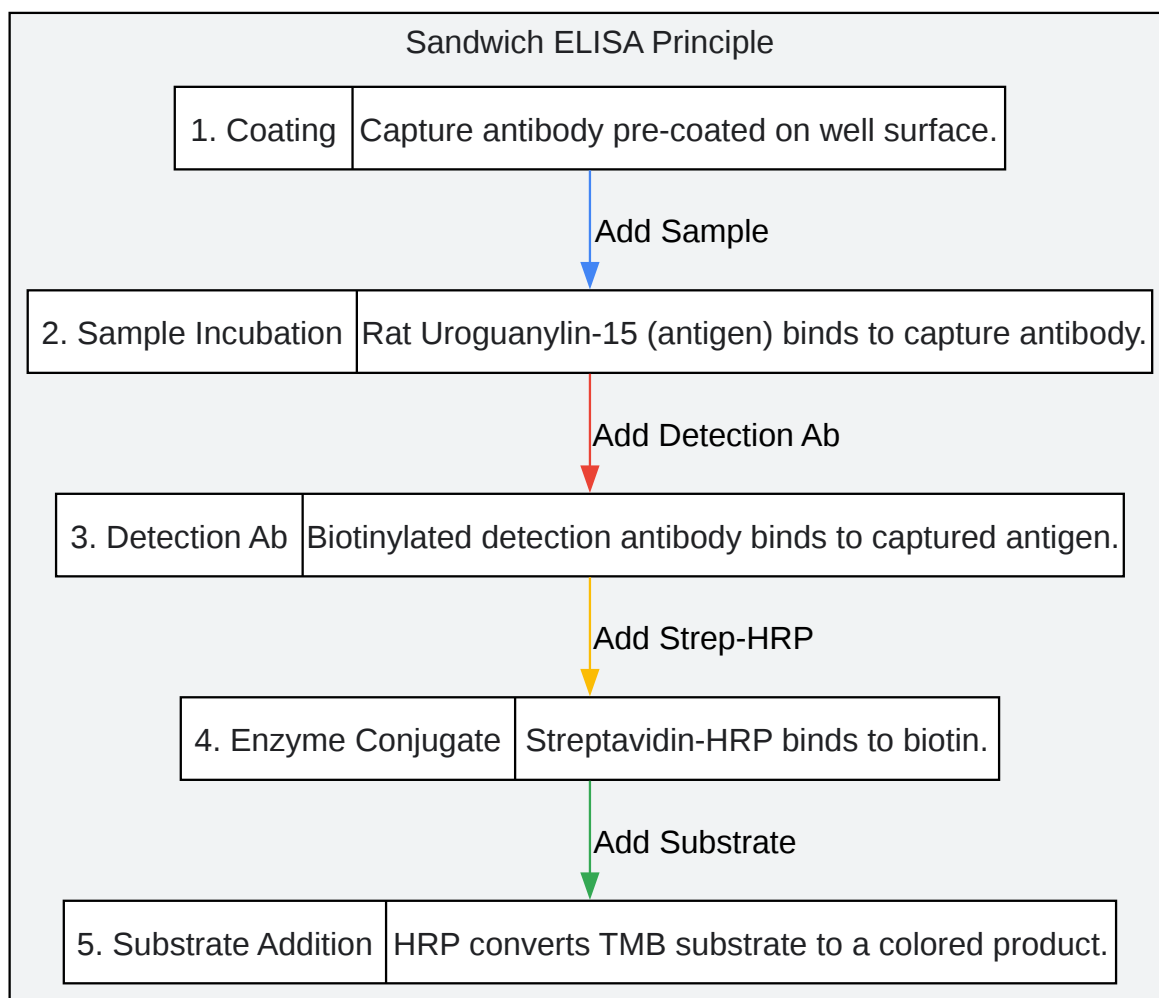 Sandwich ELISA Principle
1. Coating
Capture antibody pre-coated on well surface.
Add Sample
2. Sample Incubation
Rat Uroguanylin-15 (antigen) binds to capture antibody.
Add Detection Ab
3. Detection Ab
Biotinylated detection antibody binds to captured antigen.
Add Strep-HRP
4. Enzyme Conjugate
Streptavidin-HRP binds to biotin.
Add Substrate
5. Substrate Addition
HRP converts TMB substrate to a colored product.